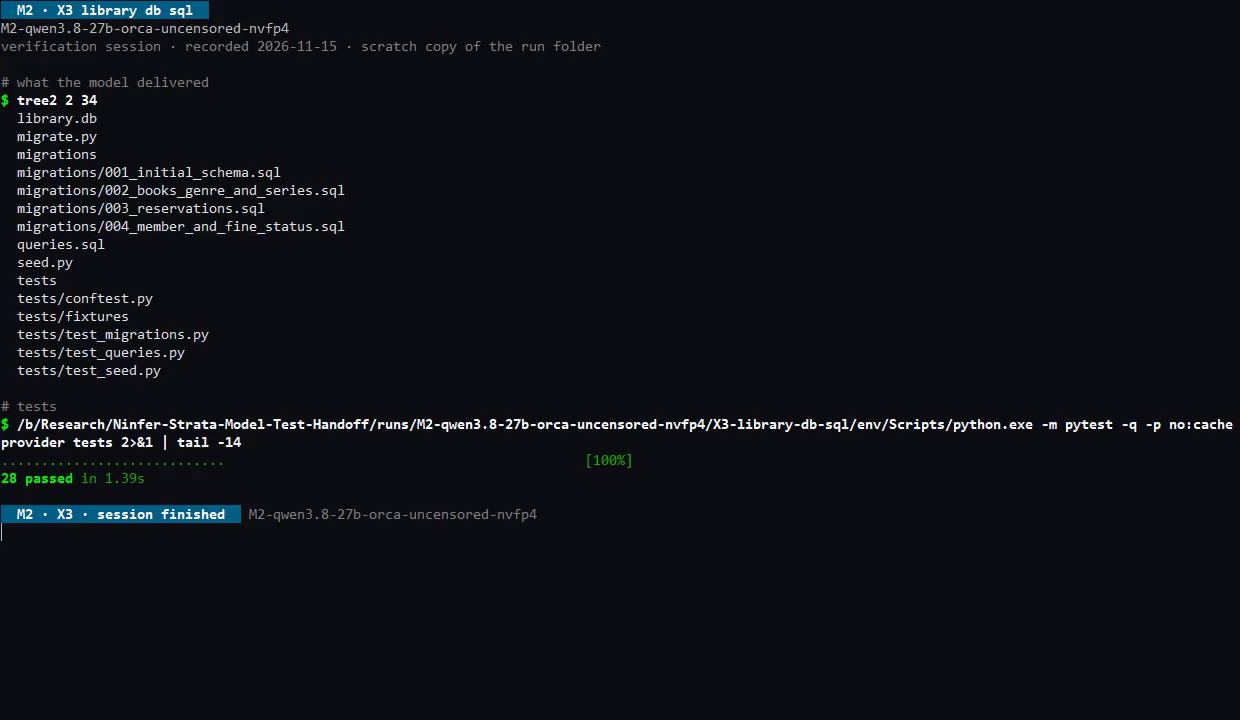 M2 · X3 library db sql
M2-qwen3.8-27b-orca-uncensored-nvfp4
verification session · recorded 2026-11-15 · scratch copy of the run folder
# what the model delivered
$ tree2 2 34
library.db
migrate.py
migrations
migrations/001_initial_schema.sql
migrations/002_books_genre_and_series.sql
migrations/003_reservations.sql
migrations/004_member_and_fine_status.sql
queries.sql
seed.py
tests
tests/conftest.py
tests/fixtures
tests/test_migrations.py
tests/test_queries.py
tests/test_seed.py
# tests
$ /b/Research/Ninfer-Strata-Model-Test-Handoff/runs/M2-qwen3.8-27b-orca-uncensored-nvfp4/X3-library-db-sql/env/Scripts/python.exe -m pytest -q -p no:cache
provider tests 2>&1 | tail -14
............................ [100%]
28 passed in 1.39s
M2 · X3 · session finished M2-qwen3.8-27b-orca-uncensored-nvfp4